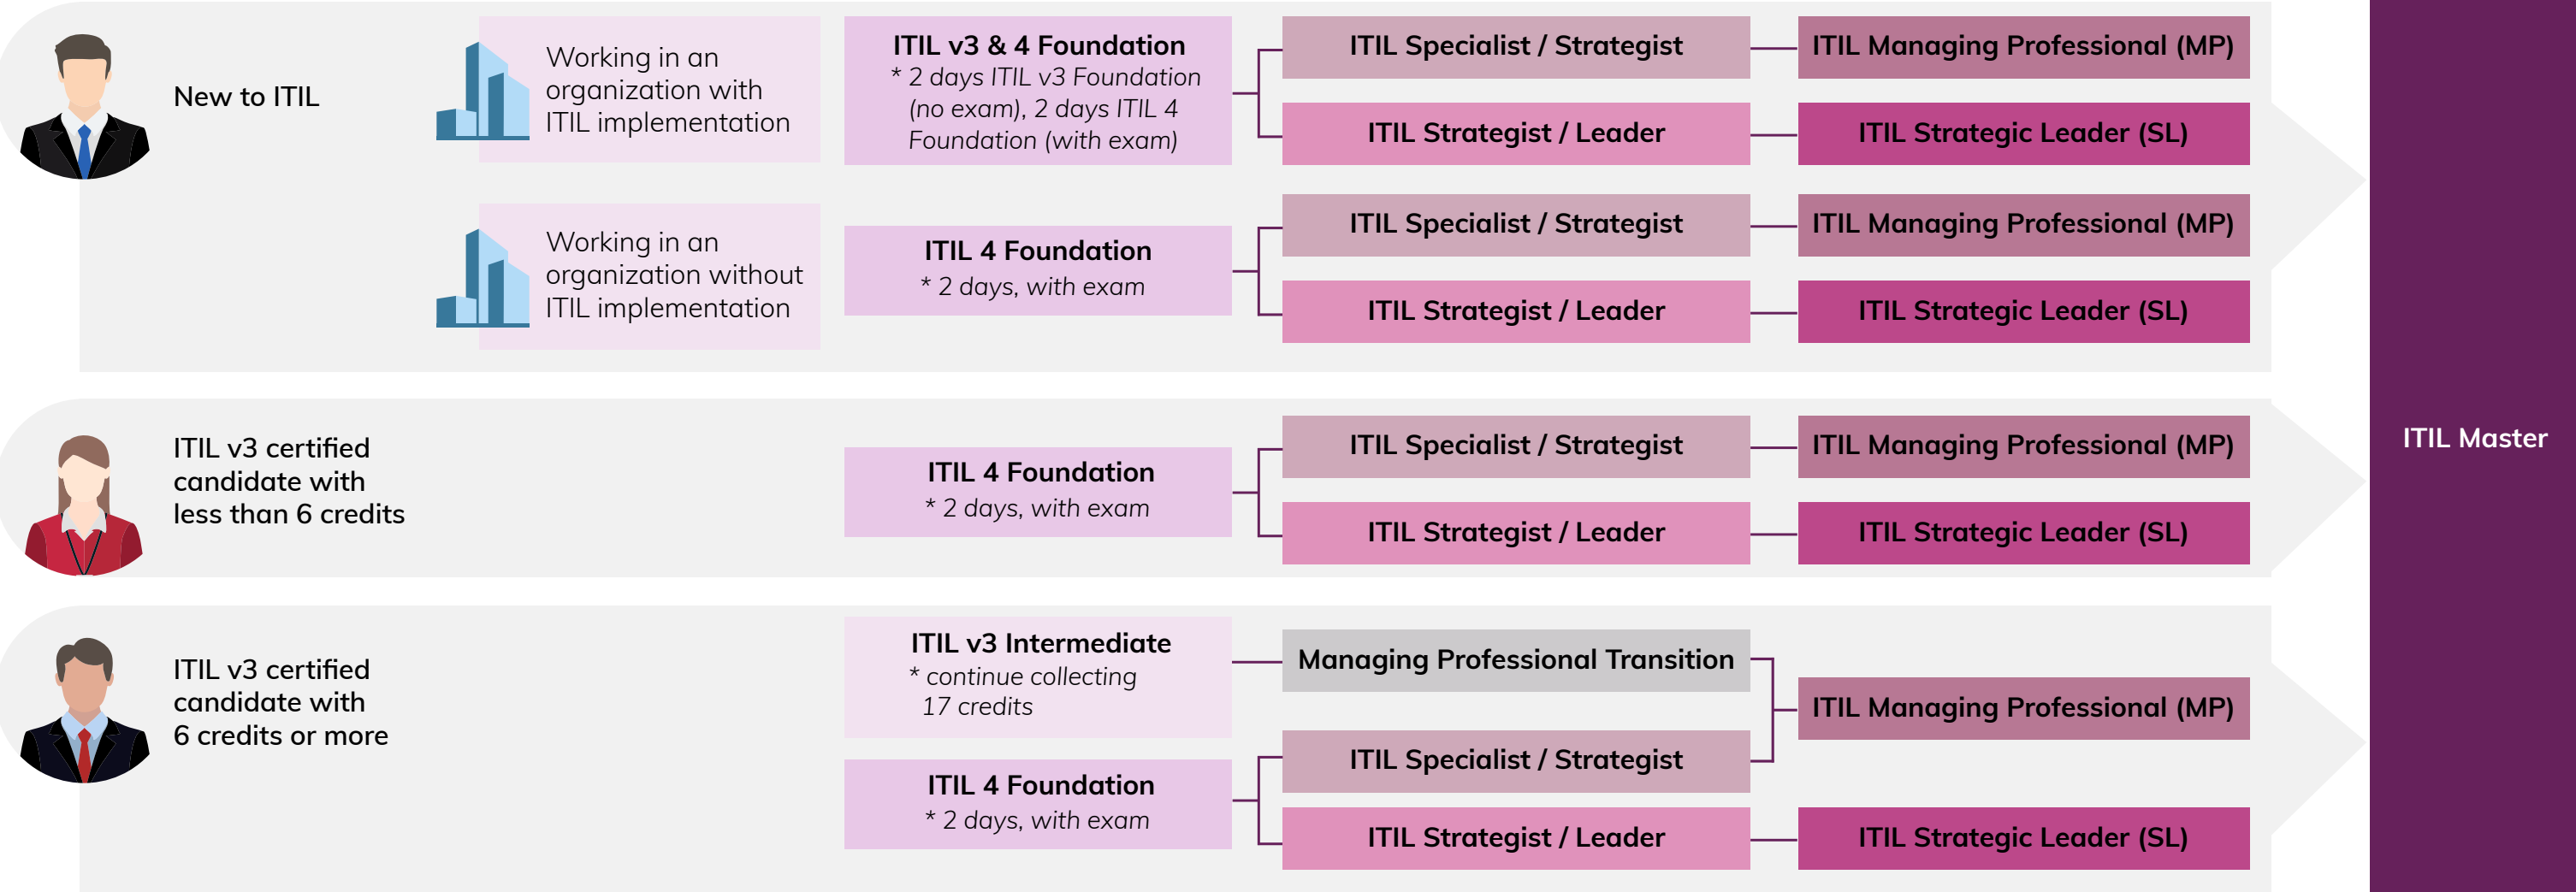 New to ITIL
Working in an
organization with
ITIL implementation
ITIL v3 & 4 Foundation
* 2 days ITIL v3 Foundation
(no exam), 2 days ITIL 4
Foundation (with exam)
ITIL Specialist / Strategist
ITIL Managing Professional (MP)
ITIL Strategist / Leader
ITIL Strategic Leader (SL)
Working in an
organization without
ITIL implementation
ITIL 4 Foundation
* 2 days, with exam
ITIL Specialist / Strategist
ITIL Managing Professional (MP)
ITIL Strategist / Leader
ITIL Strategic Leader (SL)
ITIL v3 certified
candidate with
less than 6 credits
ITIL 4 Foundation
* 2 days, with exam
ITIL Specialist / Strategist
ITIL Managing Professional (MP)
ITIL Strategist / Leader
ITIL Strategic Leader (SL)
ITIL v3 certified
candidate with
6 credits or more
ITIL v3 Intermediate
* continue collecting
17 credits
Managing Professional Transition
ITIL Managing Professional (MP)
ITIL 4 Foundation
* 2 days, with exam
ITIL Specialist / Strategist
ITIL Strategist / Leader
ITIL Strategic Leader (SL)
ITIL Master